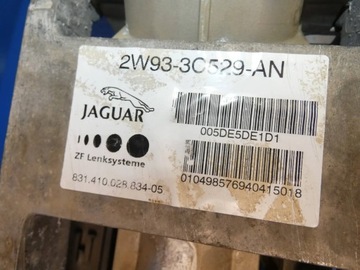 2W93-3C529-AN
JAGUAR
005DE5DE1D1
ZF Lenksysteme
010498576940415018
831.410.028.834-05